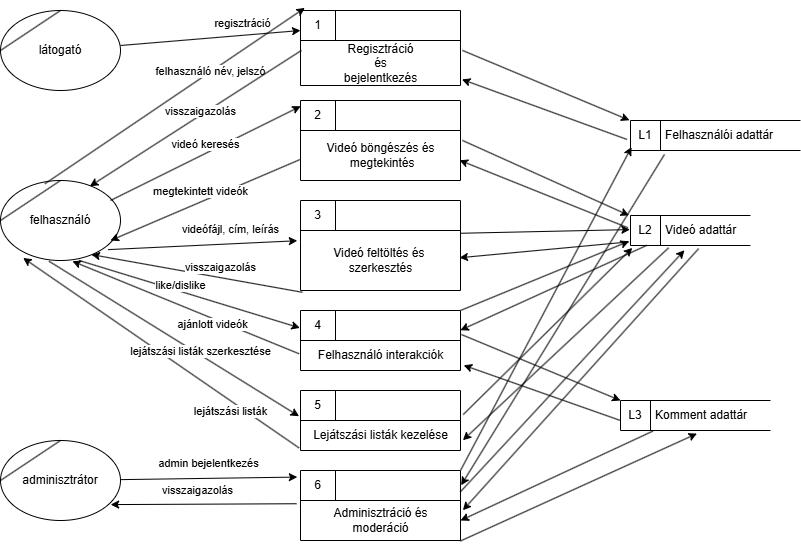 regisztráció
1
Regisztráció
és
bejelentkezés
látogató
felhasználó név, jelszó
visszaigazolás
2
Videó böngészés és
megtekintés
videó keresés
megtekintett videók
L1
Felhasználói adattár
felhasználó
3
Videó feltöltés és
szerkesztés
videófájl, cím, leírás
visszaigazolás
L2
Videó adattár
like/dislike
4
Felhasználó interakciók
ajánlott videók
lejátszási listák szerkesztése
5
Lejátszási listák kezelése
lejátszási listák
L3
Komment adattár
adminisztrátor
admin bejelentkezés
visszaigazolás
6
Adminisztráció és
moderáció